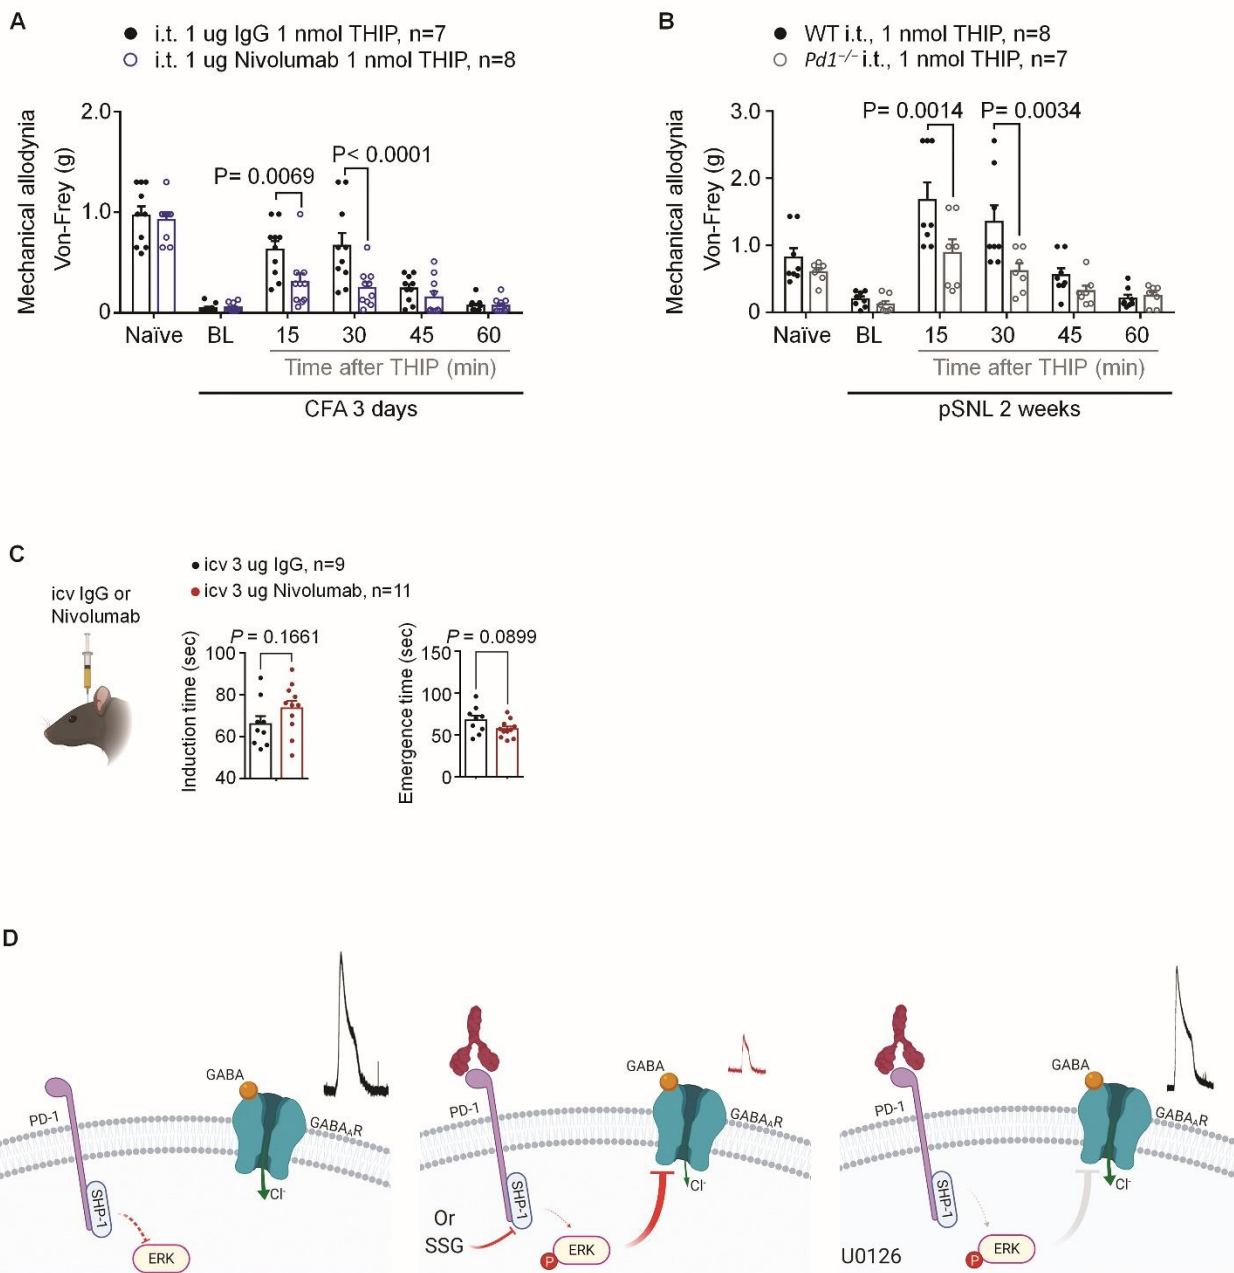 A
i.t. 1 ug IgG 1 nmol THIP, n=7
i.t. 1 ug Nivolumab 1 nmol THIP, n=8
Mechanical allodynia
Von-Frey (g)
2.0
1.0
0
P= 0.0069
P< 0.0001
Naïve BL 15 30 45 60
Time after THIP (min)
CFA 3 days
B
WT i.t., 1 nmol THIP, n=8
Pd1⁻/⁻ i.t., 1 nmol THIP, n=7
Mechanical allodynia
Von-Frey (g)
3.0
2.0
1.0
0
P= 0.0014 P= 0.0034
Naïve BL 15 30 45 60
Time after THIP (min)
pSNL 2 weeks
C
icv IgG or
Nivolumab
icv 3 ug IgG, n=9
icv 3 ug Nivolumab, n=11
P = 0.1661
Induction time (sec)
100
80
60
40
P = 0.0899
Emergence time (sec)
150
100
50
0
D
GABA
PD-1
GABAAR
SHP-1
Cl-
ERK
GABA
PD-1
GABAAR
SHP-1
Cl-
Or
SSG
ERK
P
GABA
PD-1
GABAAR
SHP-1
Cl-
ERK
P
U0126